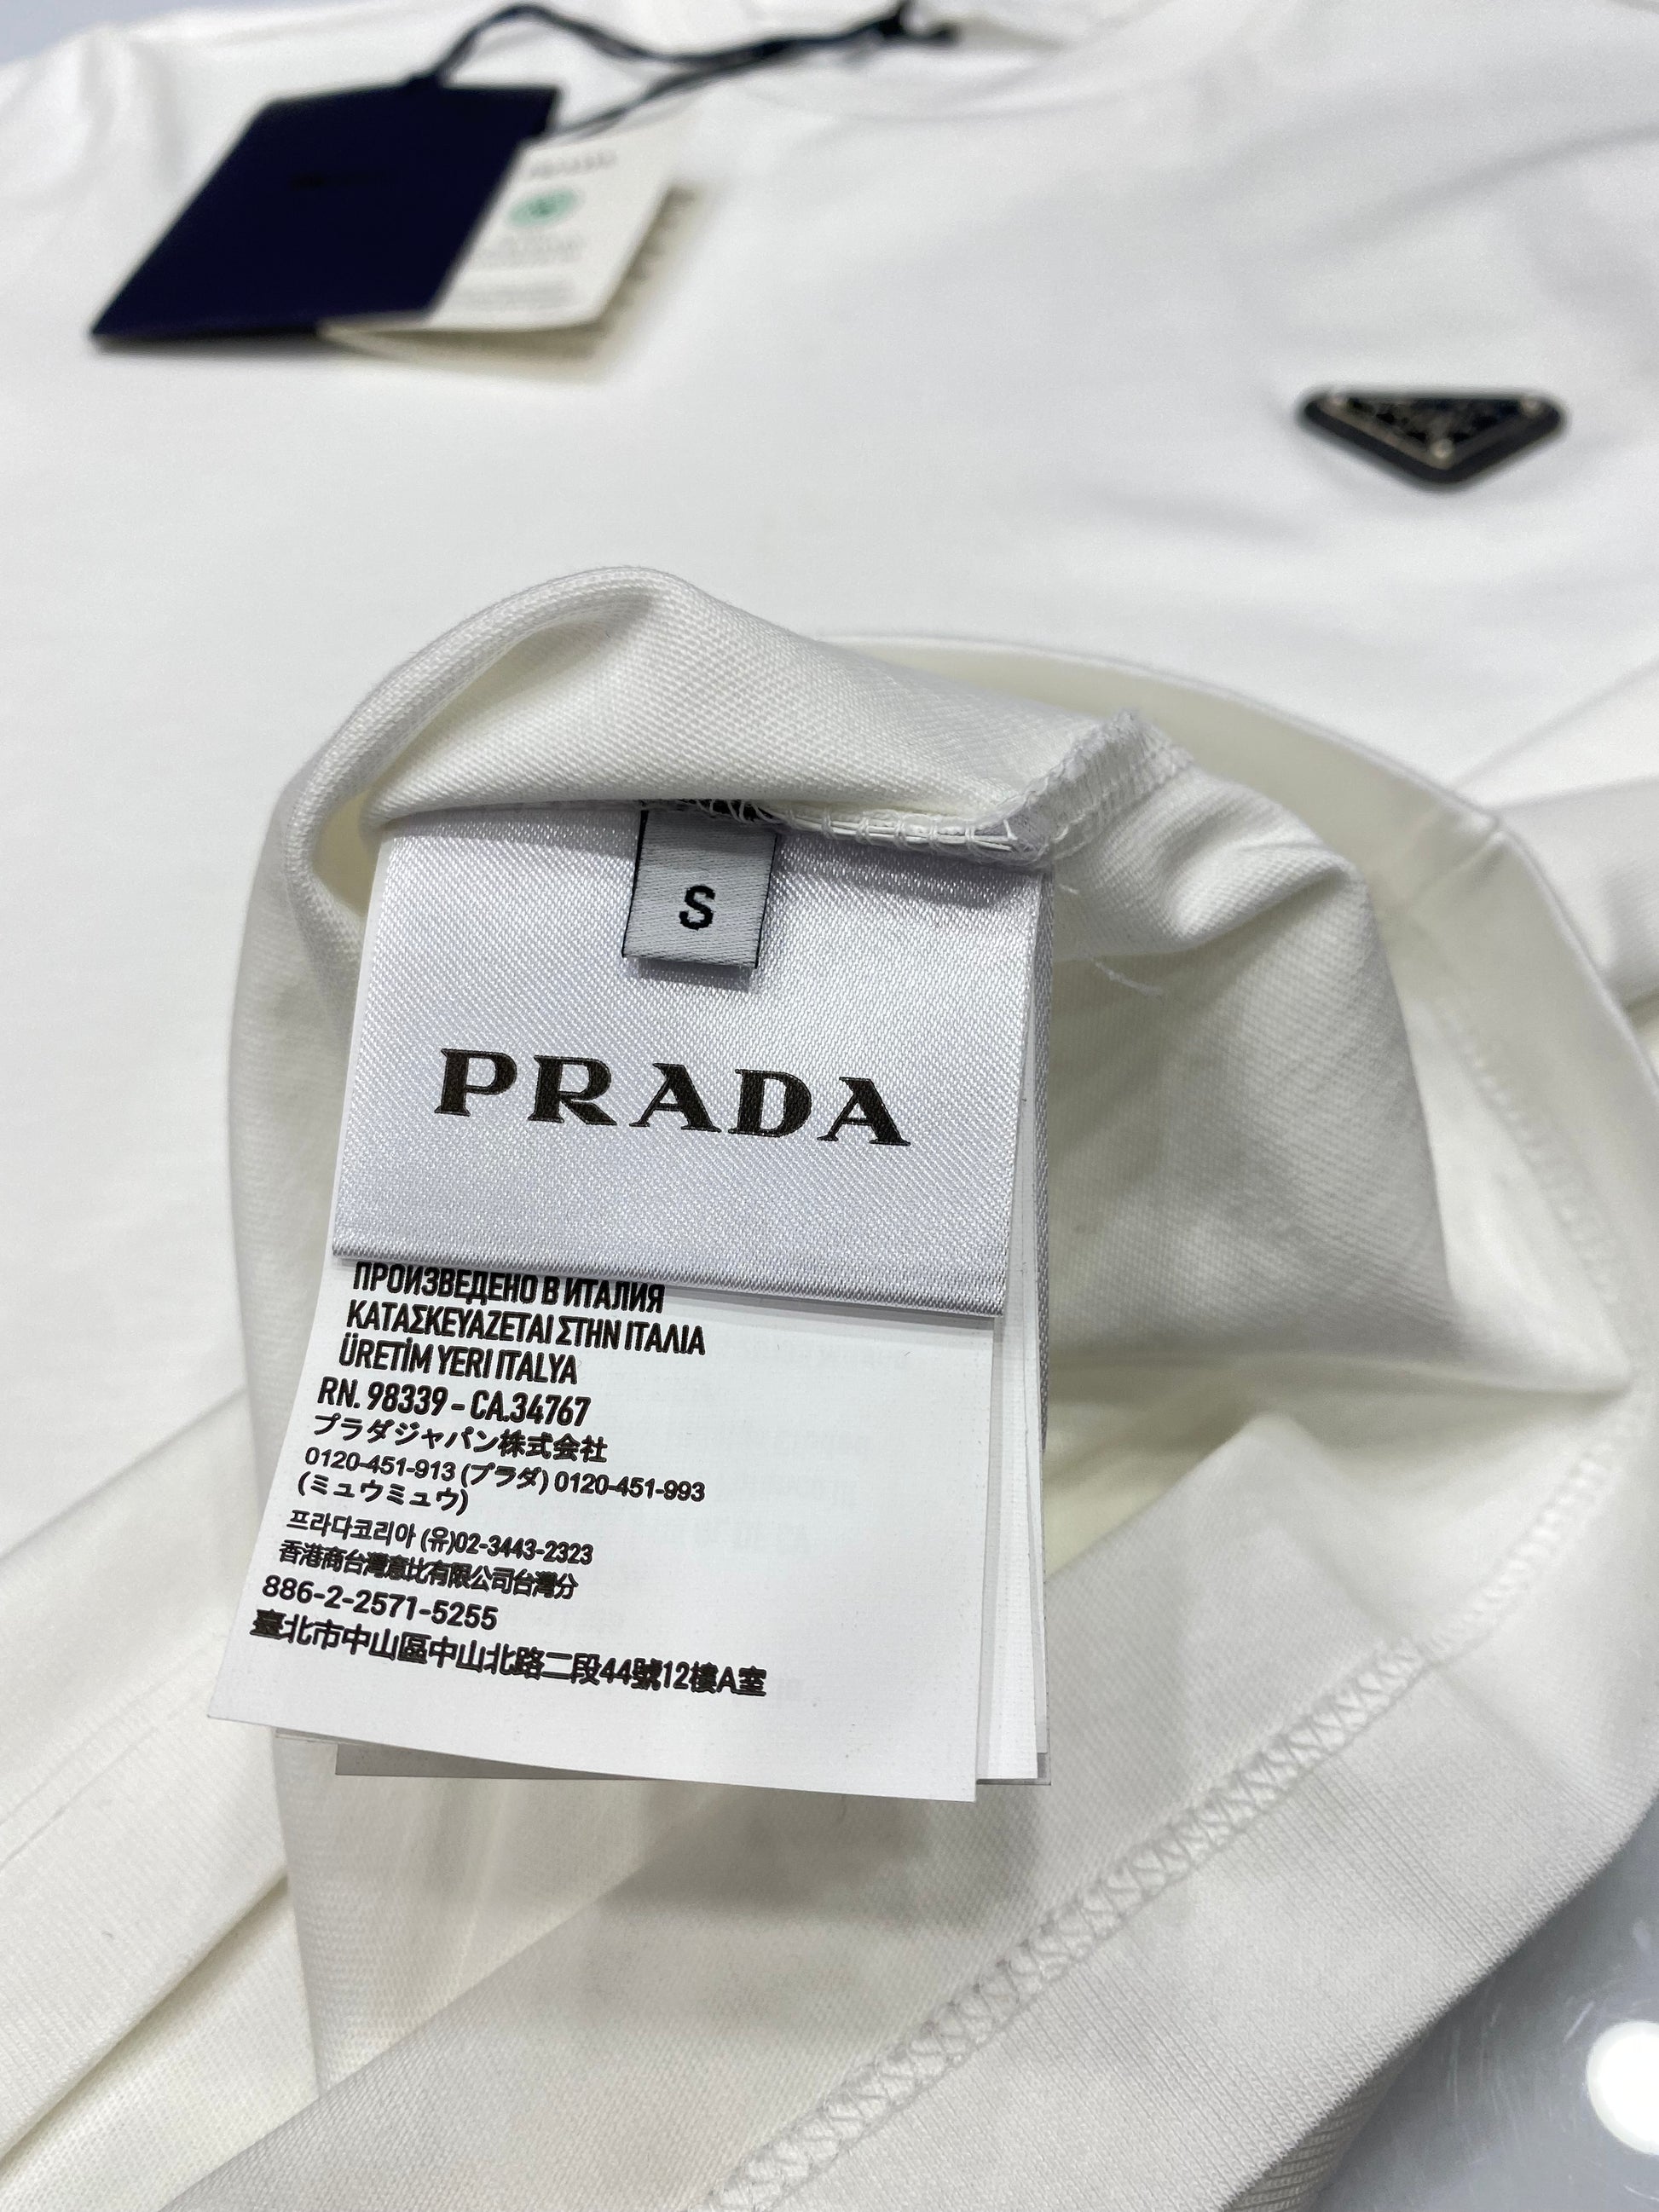 PRADA
S
PRADA
ПРОИЗВЕДЕНО В ИТАЛИЯ
ΚΑΤΑΣΚΕΥΑΖΕΤΑΙ ΣΤΗΝ ΙΤΑΛΙΑ
ÜRETİM YERI ITALYA
RN. 98339 - CA.34767
プラダジャパン株式会社
0120-451-913 (プラダ) 0120-451-993
(ミュウミュウ)
프라다코리아 (유)02-3443-2323
香港商台灣意比有限公司台灣分
886-2-2571-5255
臺北市中山區中山北路二段44號12樓A室